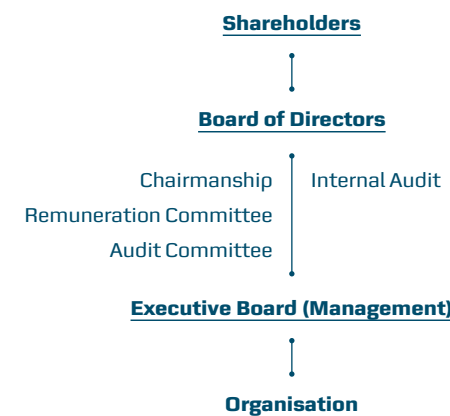 Shareholders
Board of Directors
Chairmanship
Remuneration Committee
Audit Committee
Internal Audit
Executive Board (Management)
Organisation